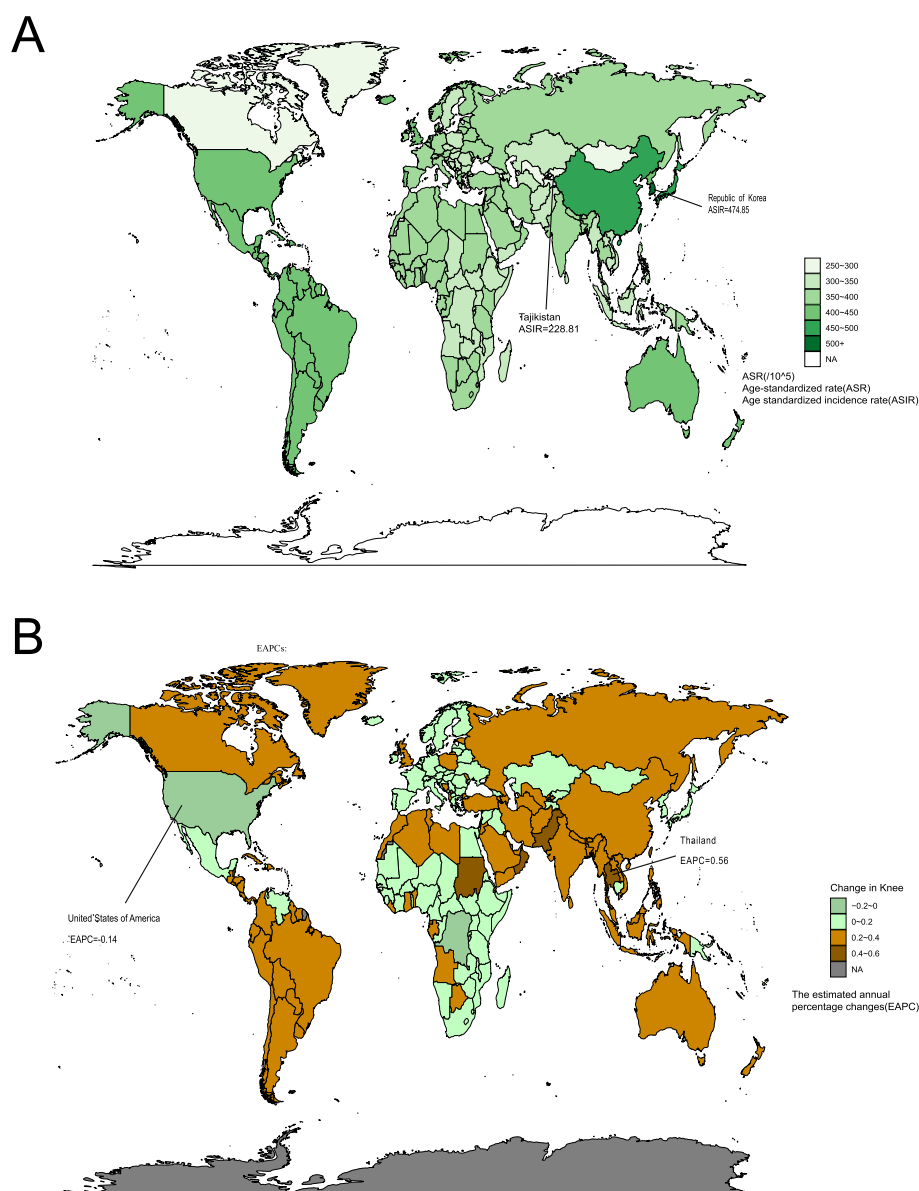 A
Republic of Korea
ASIR=474.85
Tajikistan
ASIR=228.81
250~300
300~350
350~400
400~450
450~500
500+
NA
ASR(/10^5)
Age-standardized rate(ASR)
Age standardized incidence rate(ASIR)
B
EAPCs:
Thailand
EAPC=0.56
United States of America
EAPC=-0.14
Change in Knee
−0.2~0
0~0.2
0.2~0.4
0.4~0.6
NA
The estimated annual
percentage changes(EAPC)